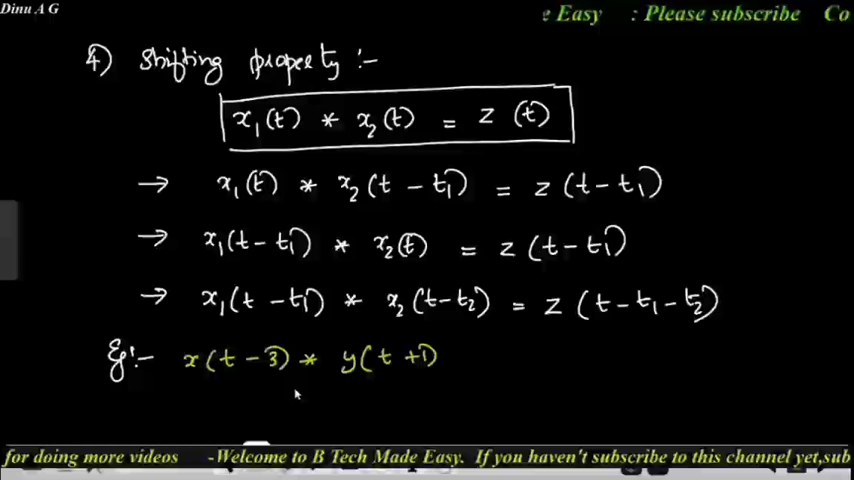 Dinu A G
e Easy : Please subscribe Co
4) Shifting property :-
x₁(t) * x₂(t) = z (t)
→ x₁(t) * x₂(t - t₁) = z (t - t₁)
→ x₁(t - t₁) * x₂(t) = z (t - t₁)
→ x₁(t - t₁) * x₂(t - t₂) = z (t - t₁ - t₂)
Eg:- x(t - 3) * y(t + 1)
for doing more videos -Welcome to B Tech Made Easy. If you haven't subscribe to this channel yet,sub